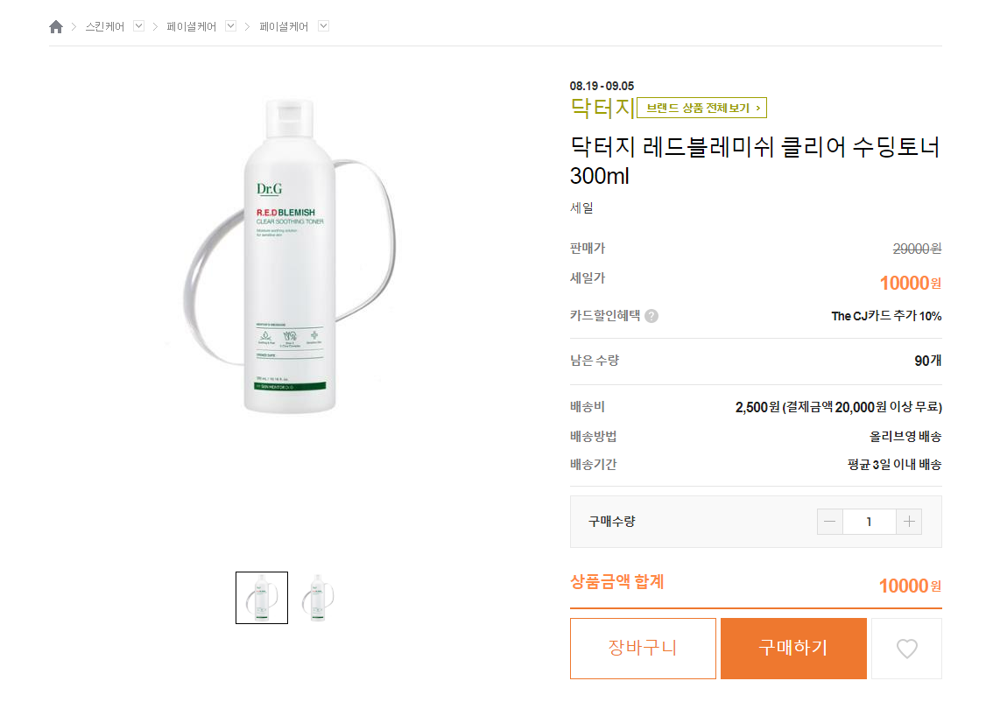 스킨케어
페이셜케어
페이셜케어
Dr.G
R.E.D BLEMISH
CLEAR SOOTHING TONER
Moisture soothing solution
for sensitive skin
08.19 - 09.05
닥터지 브랜드 상품 전체보기 >
닥터지 레드블레미쉬 클리어 수딩토너
300ml
세일
판매가 29000원
세일가 10000원
카드할인혜택 ? The CJ카드 추가 10%
남은 수량 90개
배송비 2,500원 (결제금액 20,000원 이상 무료)
배송방법 올리브영 배송
배송기간 평균 3일 이내 배송
구매수량 1
상품금액 합계 10000원
장바구니 구매하기